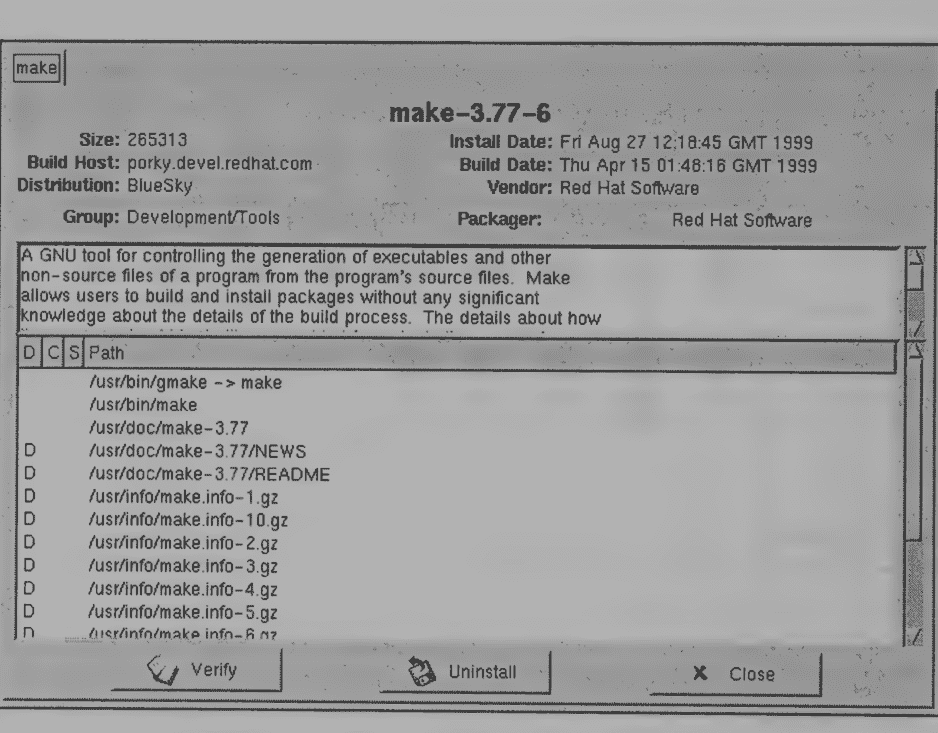 make
make-3.77-6
Size: 265313 Install Date: Fri Aug 27 12:18:45 GMT 1999
Build Host: porky.devel.redhat.com Build Date: Thu Apr 15 01:48:16 GMT 1999
Distribution: BlueSky Vendor: Red Hat Software
Group: Development/Tools Packager: Red Hat Software
A GNU tool for controlling the generation of executables and other
non-source files of a program from the program's source files. Make
allows users to build and install packages without any significant
knowledge about the details of the build process. The details about how
D C S Path
/usr/bin/gmake -> make
/usr/bin/make
/usr/doc/make-3.77
D /usr/doc/make-3.77/NEWS
D /usr/doc/make-3.77/README
D /usr/info/make.info-1.gz
D /usr/info/make.info-10.gz
D /usr/info/make.info-2.gz
D /usr/info/make.info-3.gz
D /usr/info/make.info-4.gz
D /usr/info/make.info-5.gz
D /usr/info/make.info-6.gz
Verify Uninstall Close